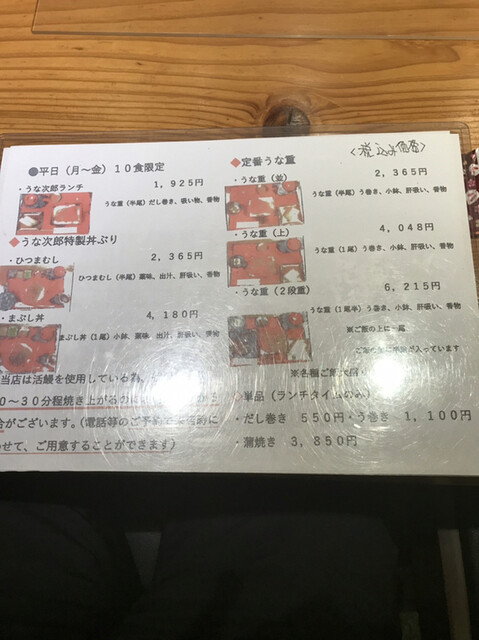 ●平日（月～金）１０食限定
・うな次郎ランチ １，９２５円
うな重（半尾）だし巻き、吸い物、香物
◆うな次郎特製丼ぶり
・ひつまむし ２，３６５円
ひつまむし（半尾）薬味、出汁、肝吸い、香物
・まぶし丼 ４，１８０円
まぶし丼（１尾）小鉢、薬味、出汁、肝吸い、香物
当店は活鰻を使用している為、
０～３０分程焼き上がるのに
合がございます。（電話等のご予約
わせて、ご用意することができます）
＜税込み価格＞
◆定番うな重
・うな重（並） ２，３６５円
うな重（半尾）う巻き、小鉢、肝吸い、香物
・うな重（上） ４，０４８円
うな重（１尾）う巻き、小鉢、肝吸い、香物
・うな重（２段重） ６，２１５円
うな重（１尾半）う巻き、小鉢、肝吸い、香物
※ご飯の上に一尾
が入っています
※各種ご飯大盛り
◆単品（ランチタイムのみ）
・だし巻き ５５０円・う巻き １，１００円
・蒲焼き ３，８５０円